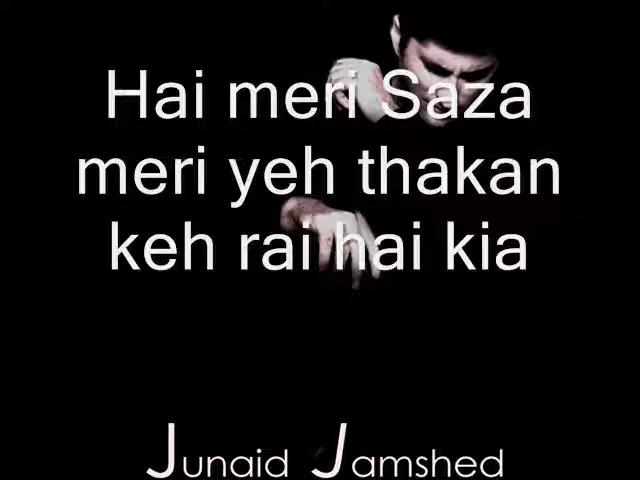 Hai meri Saza
meri yeh thakan
keh rai hai kia
Junaid Jamshed